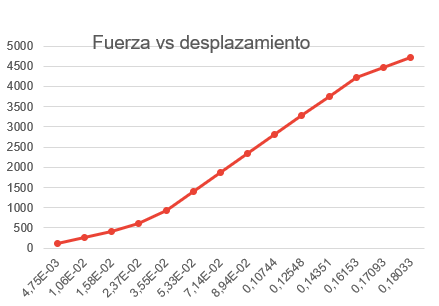 Fuerza vs desplazamiento
5000
4500
4000
3500
3000
2500
2000
1500
1000
500
0
4,75E-03
1,06E-02
1,58E-02
2,37E-02
3,55E-02
5,33E-02
7,14E-02
8,94E-02
0,10744
0,12548
0,14351
0,16153
0,17093
0,18033